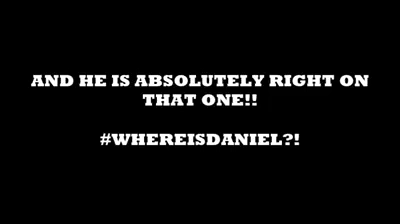 AND HE IS ABSOLUTELY RIGHT ON
THAT ONE!!
#WHEREISDANIEL?!